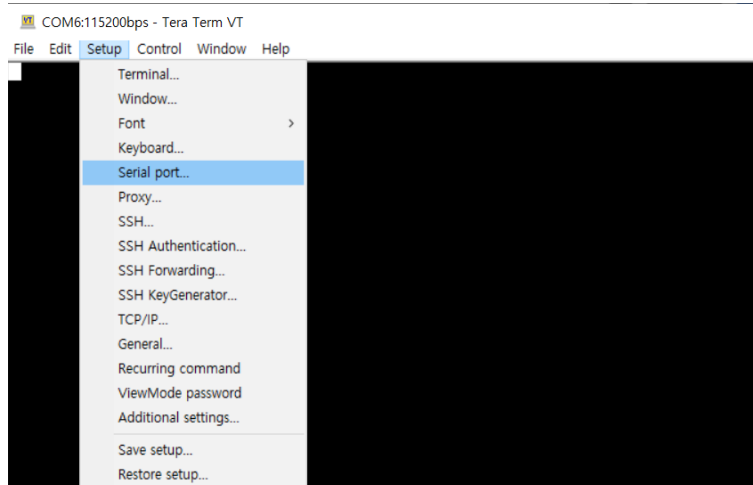 VT COM6:115200bps - Tera Term VT
File Edit Setup Control Window Help
Terminal...
Window...
Font >
Keyboard...
Serial port...
Proxy...
SSH...
SSH Authentication...
SSH Forwarding...
SSH KeyGenerator...
TCP/IP...
General...
Recurring command
ViewMode password
Additional settings...
Save setup...
Restore setup...